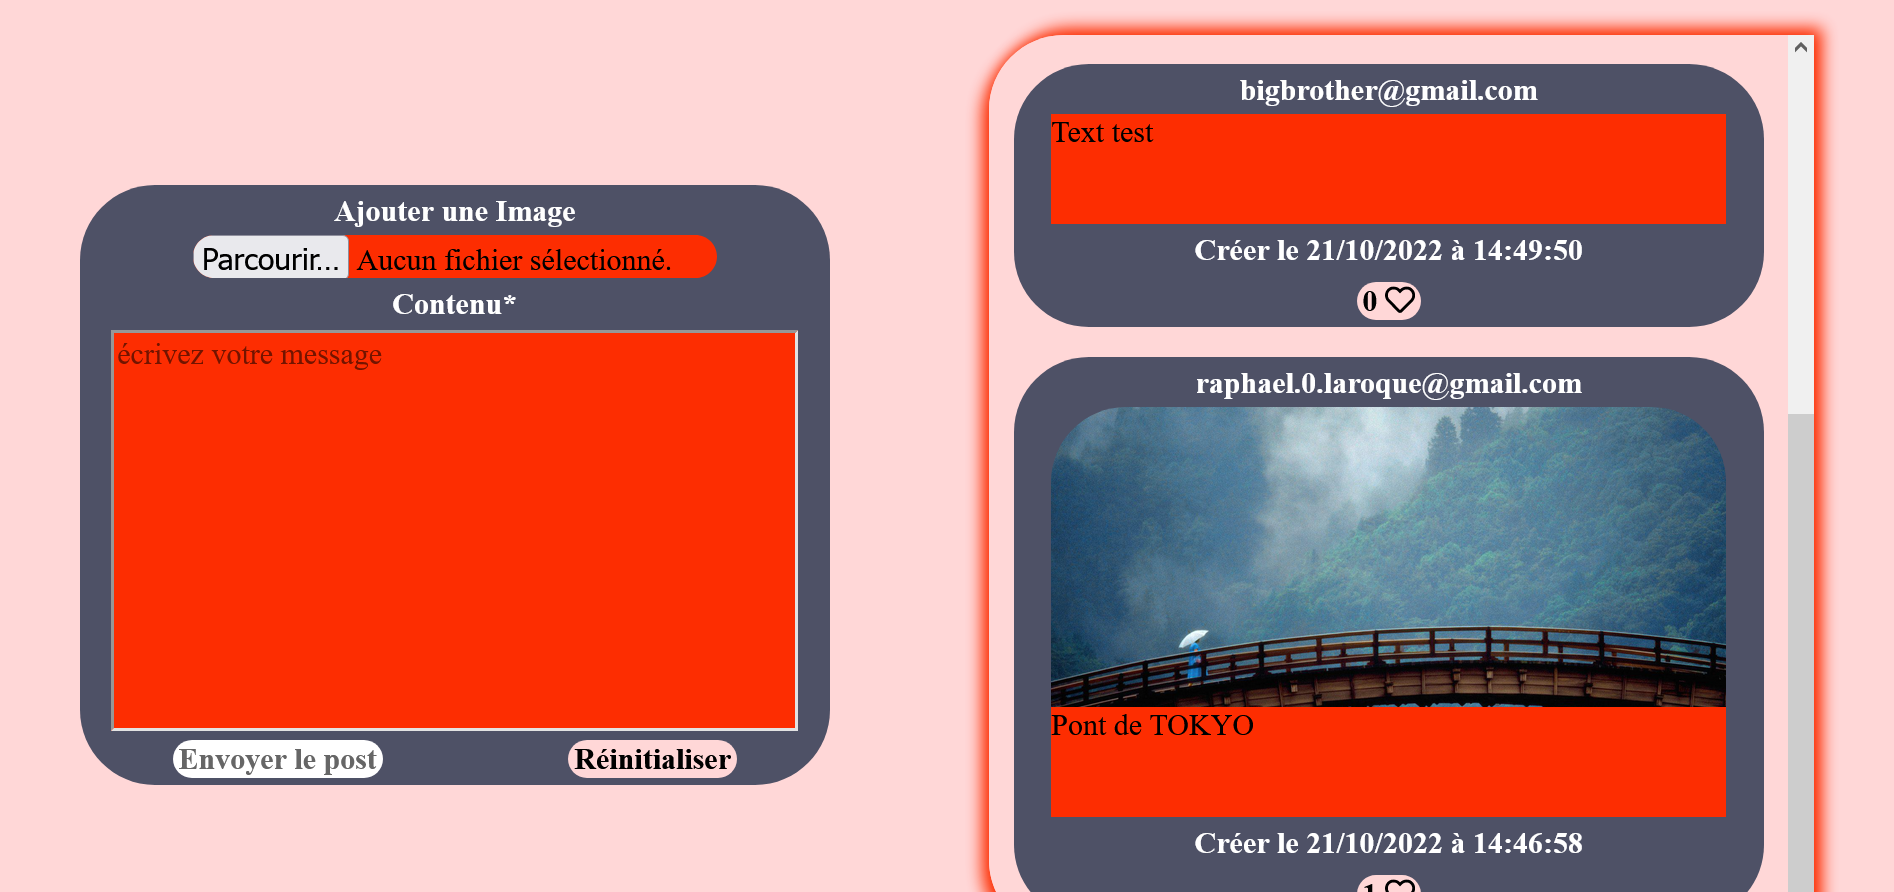 Ajouter une Image
Parcourir... Aucun fichier sélectionné.
Contenu*
écrivez votre message
Envoyer le post
Réinitialiser
bigbrother@gmail.com
Text test
Créer le 21/10/2022 à 14:49:50
0
raphael.0.laroque@gmail.com
Pont de TOKYO
Créer le 21/10/2022 à 14:46:58
1